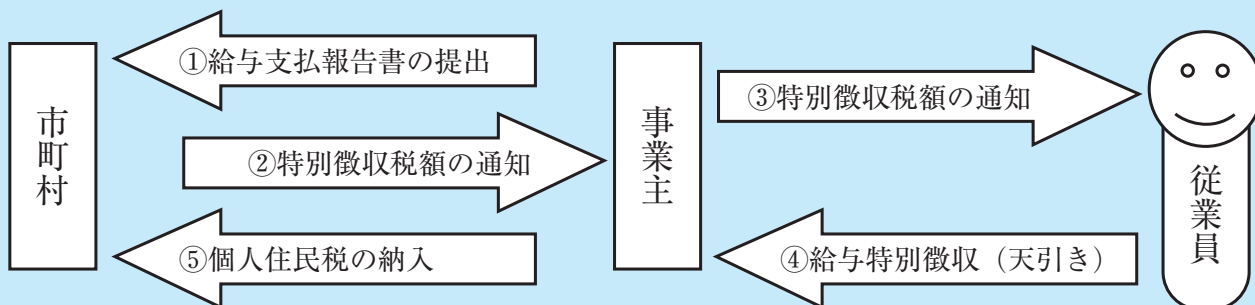 市町村
①給与支払報告書の提出
②特別徴収税額の通知
⑤個人住民税の納入
事業主
③特別徴収税額の通知
④給与特別徴収（天引き）
従業員